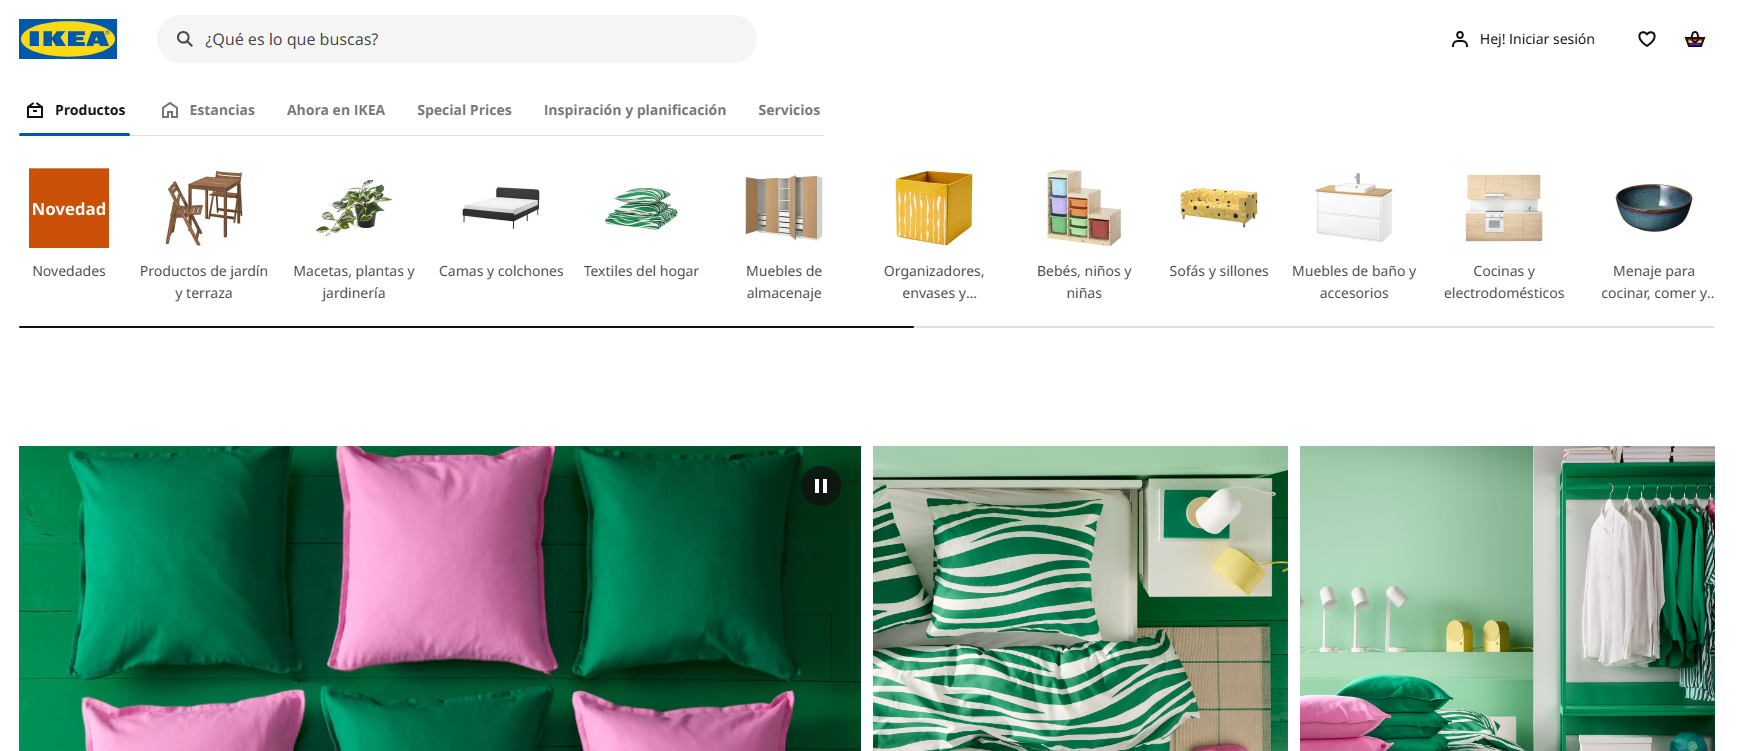 IKEA
¿Qué es lo que buscas?
Hej! Iniciar sesión
Productos
Estancias
Ahora en IKEA
Special Prices
Inspiración y planificación
Servicios
Novedad
Novedades
Productos de jardín
y terraza
Macetas, plantas y
jardinería
Camas y colchones
Textiles del hogar
Muebles de
almacenaje
Organizadores,
envases y...
Bebés, niños y
niñas
Sofás y sillones
Muebles de baño y
accesorios
Cocinas y
electrodomésticos
Menaje para
cocinar, comer y..